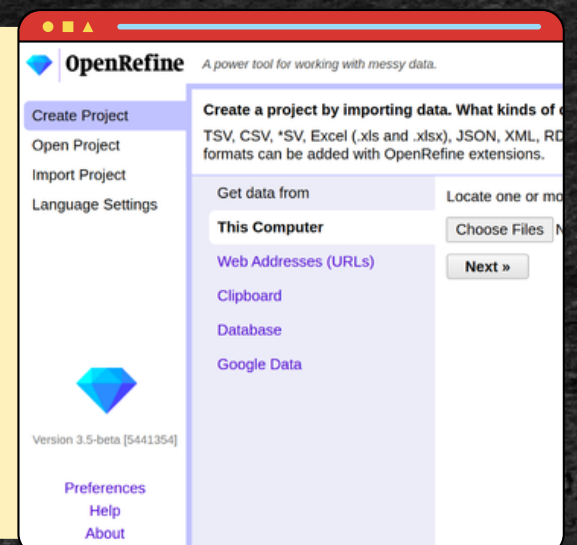 OpenRefine A power tool for working with messy data.
Create Project
Open Project
Import Project
Language Settings
Version 3.5-beta [5441354]
Preferences
Help
About
Create a project by importing data. What kinds of
TSV, CSV, *SV, Excel (.xls and .xlsx), JSON, XML,
formats can be added with OpenRefine extensions.
Get data from
This Computer
Web Addresses (URLs)
Clipboard
Database
Google Data
Locate one or
Choose Files
Next »